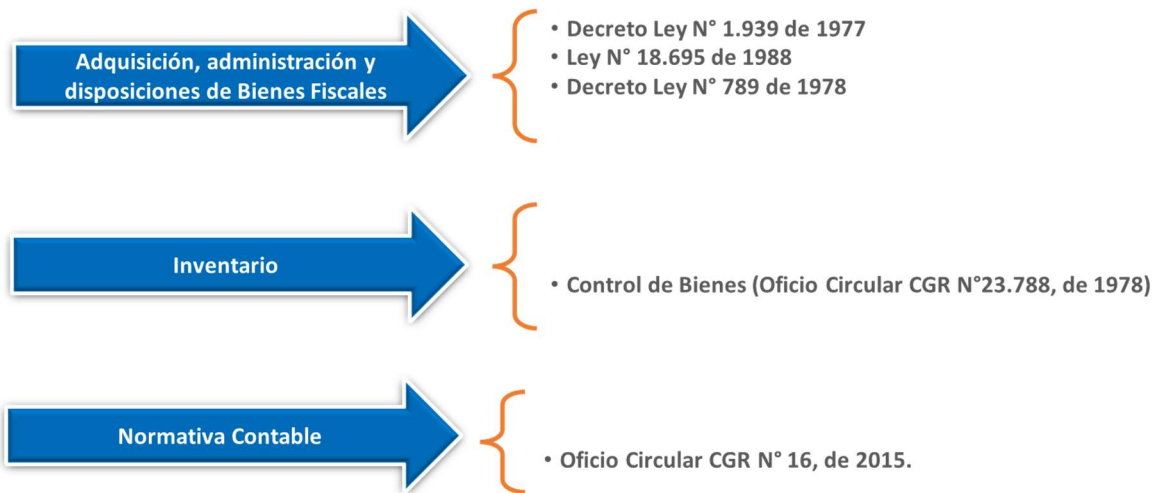 Adquisición, administración y
disposiciones de Bienes Fiscales
• Decreto Ley N° 1.939 de 1977
• Ley N° 18.695 de 1988
• Decreto Ley N° 789 de 1978
Inventario
• Control de Bienes (Oficio Circular CGR N°23.788, de 1978)
Normativa Contable
• Oficio Circular CGR N° 16, de 2015.